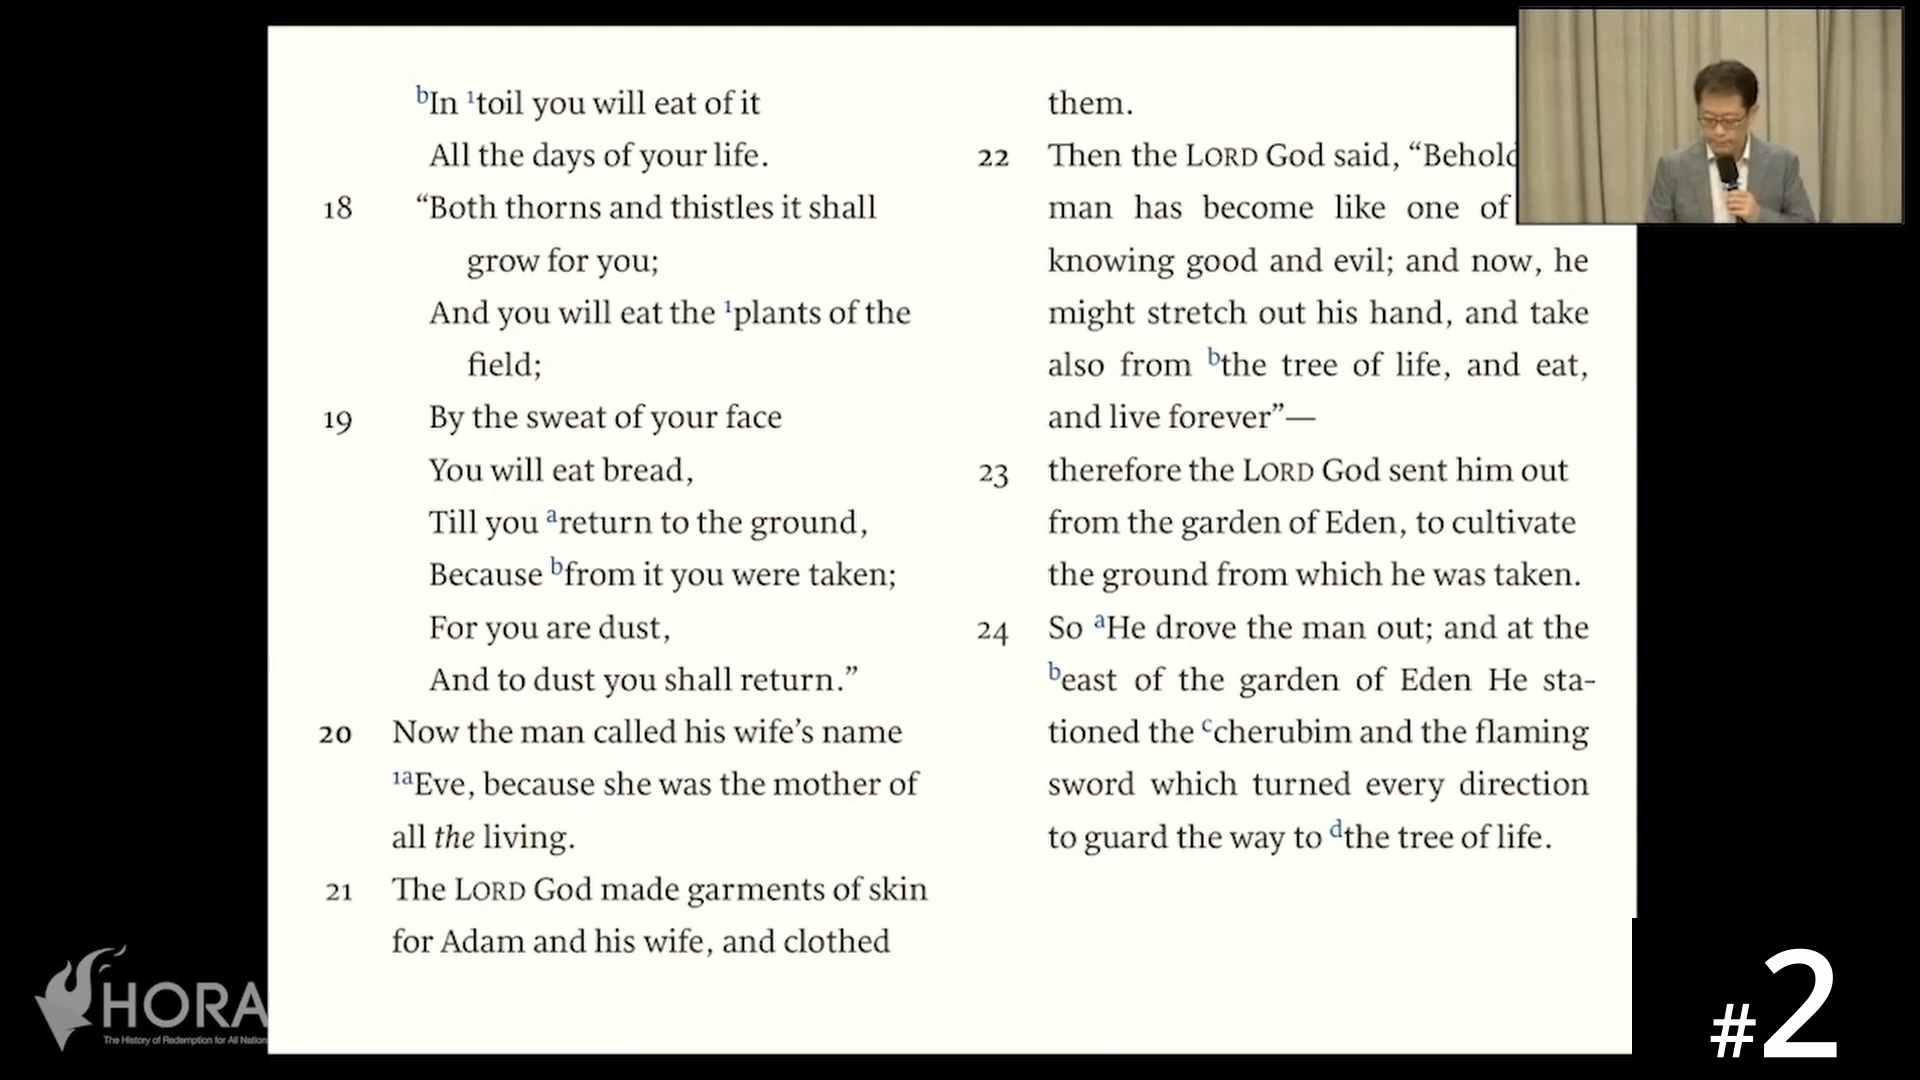 bIn 1toil you will eat of it
All the days of your life.
18 “Both thorns and thistles it shall
grow for you;
And you will eat the 1plants of the
field;
19 By the sweat of your face
You will eat bread,
Till you areturn to the ground,
Because bfrom it you were taken;
For you are dust,
And to dust you shall return.”
20 Now the man called his wife’s name
1aEve, because she was the mother of
all the living.
21 The LORD God made garments of skin
for Adam and his wife, and clothed
them.
22 Then the LORD God said, “Behold
man has become like one of
knowing good and evil; and now, he
might stretch out his hand, and take
also from bthe tree of life, and eat,
and live forever”—
23 therefore the LORD God sent him out
from the garden of Eden, to cultivate
the ground from which he was taken.
24 So aHe drove the man out; and at the
beast of the garden of Eden He sta-
tioned the ccherubim and the flaming
sword which turned every direction
to guard the way to dthe tree of life.
HORA
The History of Redemption for All Nation
#2